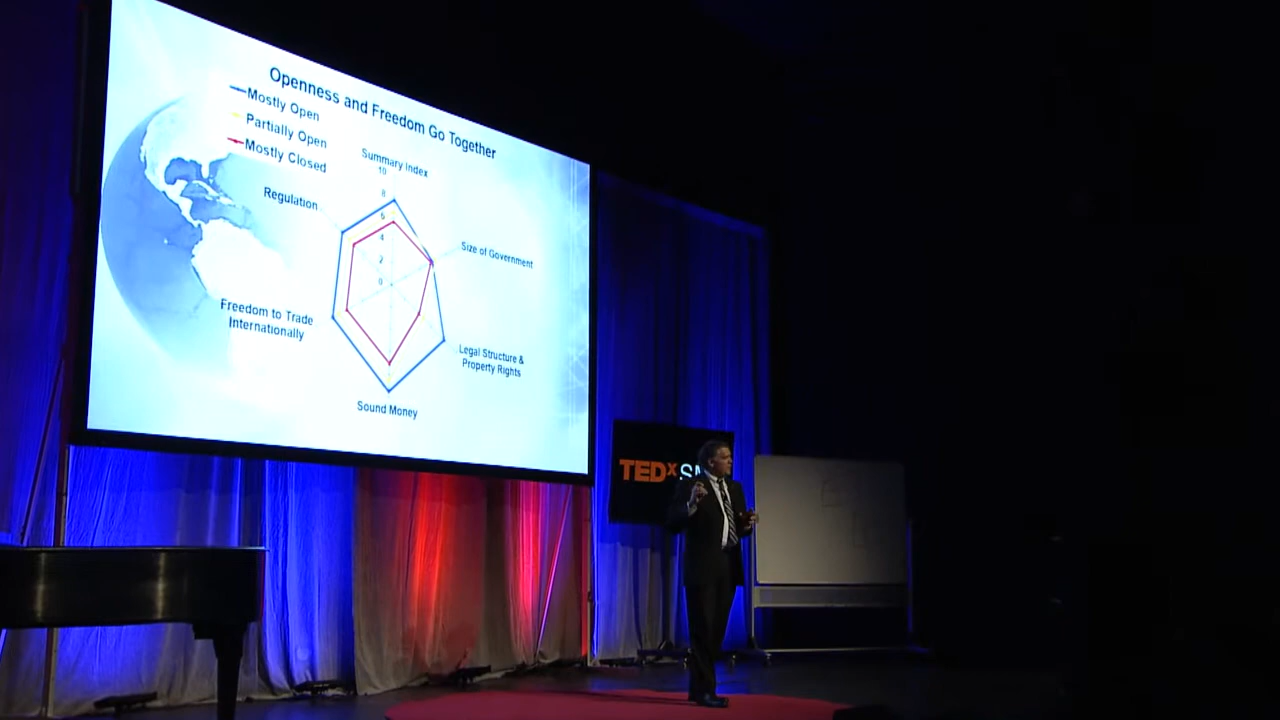 Openness and Freedom Go Together
Mostly Open
Partially Open
Mostly Closed
Summary Index
10
8
6
4
2
0
Regulation
Size of Government
Freedom to Trade
Internationally
Legal Structure &
Property Rights
Sound Money
TEDx